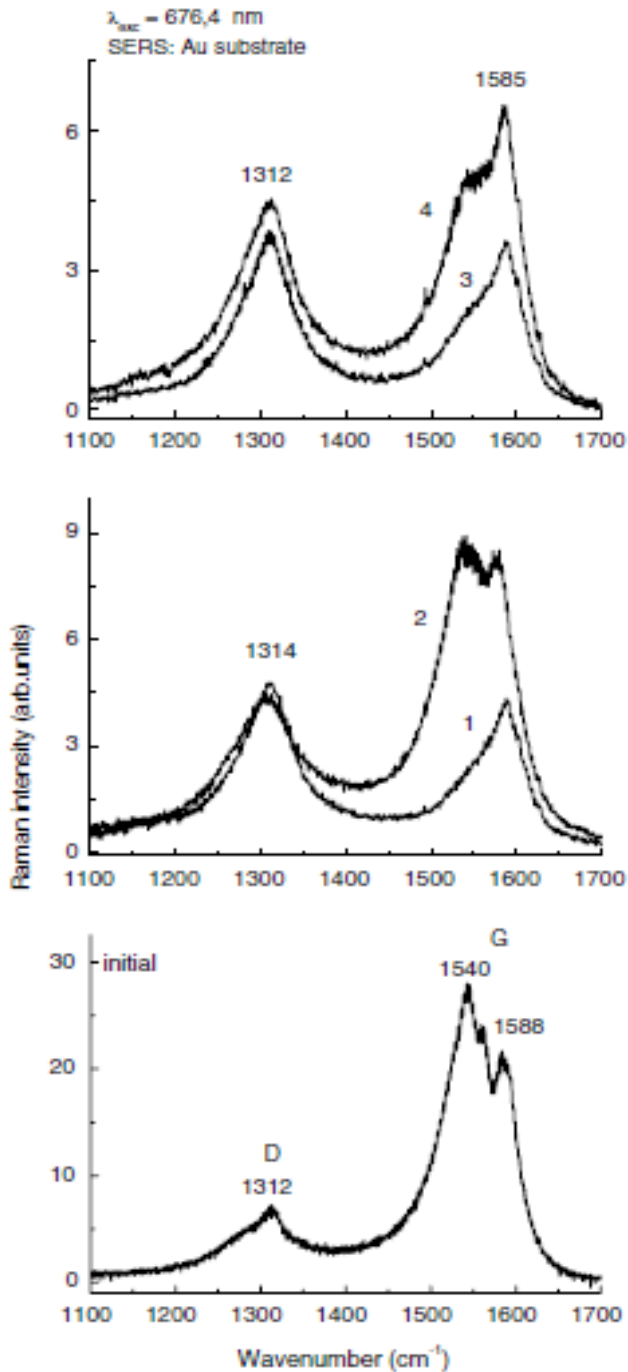 λexc = 676,4 nm
SERS: Au substrate
1585
6
1312
4
3
3
0
1100 1200 1300 1400 1500 1600 1700
9
2
6
1314
1
3
0
1100 1200 1300 1400 1500 1600 1700
Raman intensity (arb.units)
G
30
initial
1540
1588
20
D
10
1312
0
1100 1200 1300 1400 1500 1600 1700
Wavenumber (cm⁻¹)